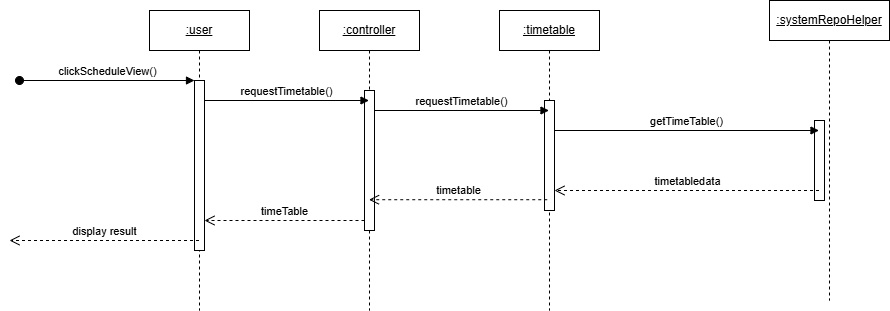 :user
:controller
:timetable
:systemRepoHelper
clickScheduleView()
requestTimetable()
requestTimetable()
getTimeTable()
timetabledata
timetable
timeTable
display result